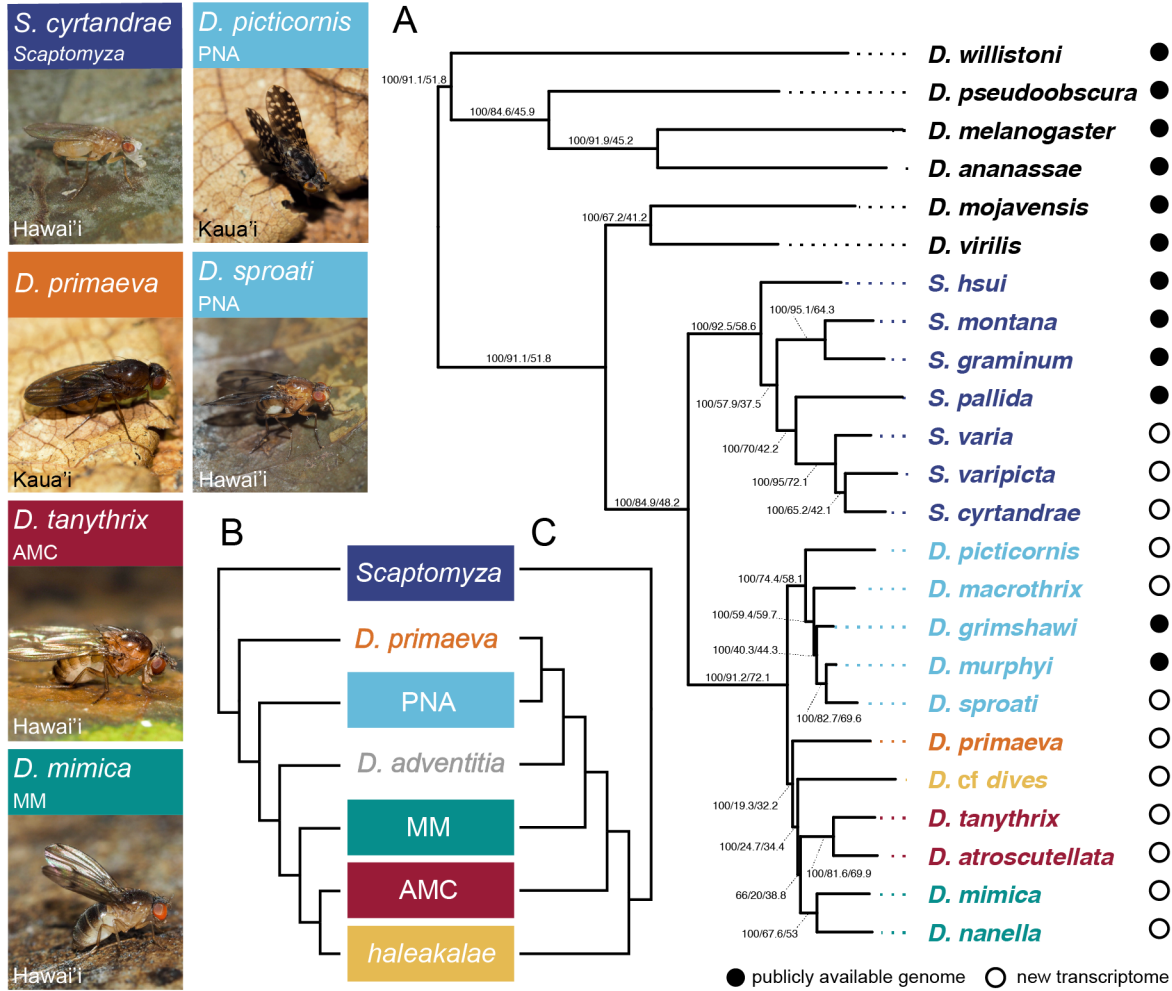 S. cyrtandrae
Scaptomyza
Hawai'i
D. picticornis
PNA
Kaua'i
D. primaeva
Kaua'i
D. sproati
PNA
Hawai'i
D. tanythrix
AMC
Hawai'i
D. mimica
MM
Hawai'i
A
100/91.1/51.8
100/84.6/45.9
100/91.9/45.2
100/67.2/41.2
100/91.1/51.8
100/92.5/58.6
100/95.1/64.3
100/57.9/37.5
100/70/42.2
100/95/72.1
100/65.2/42.1
100/84.9/48.2
100/74.4/58.1
100/59.4/59.7
100/40.3/44.3
100/82.7/69.6
100/91.2/72.1
100/19.3/32.2
100/24.7/34.4
100/81.6/69.9
66/20/38.8
100/67.6/53
D. willistoni
D. pseudoobscura
D. melanogaster
D. ananassae
D. mojavensis
D. virilis
S. hsui
S. montana
S. graminum
S. pallida
S. varia
S. varipicta
S. cyrtandrae
D. picticornis
D. macrothrix
D. grimshawi
D. murphyi
D. sproati
D. primaeva
D. cf dives
D. tanythrix
D. atroscutellata
D. mimica
D. nanella
publicly available genome
new transcriptome
B
C
Scaptomyza
D. primaeva
PNA
D. adventitia
MM
AMC
haleakalae